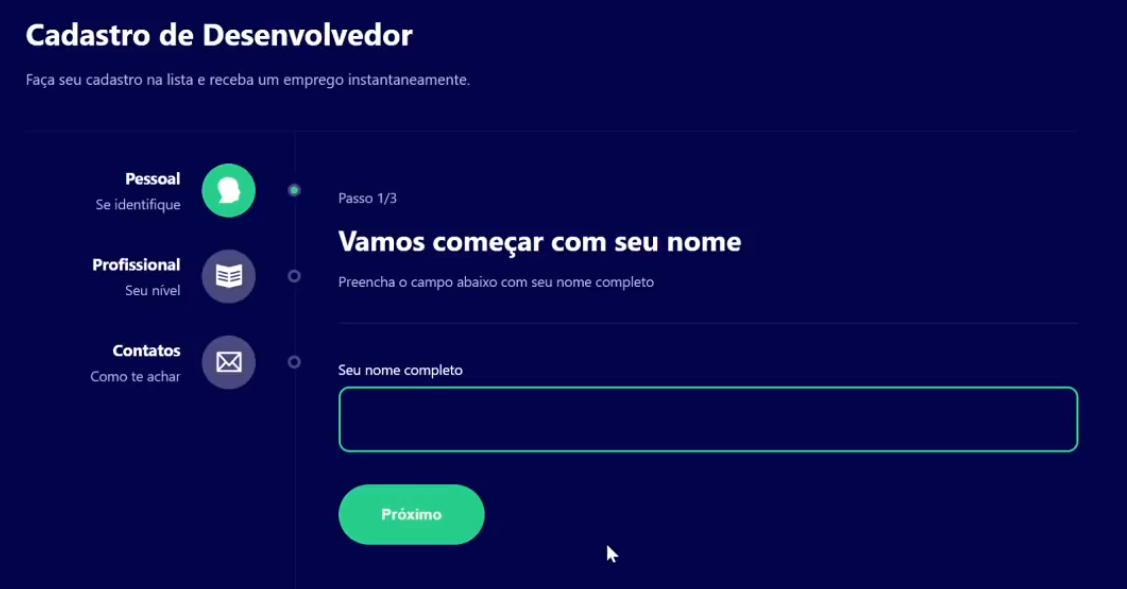 Cadastro de Desenvolvedor
Faça seu cadastro na lista e receba um emprego instantaneamente.
Pessoal
Se identifique
Profissional
Seu nível
Contatos
Como te achar
Passo 1/3
Vamos começar com seu nome
Preencha o campo abaixo com seu nome completo
Seu nome completo
Próximo